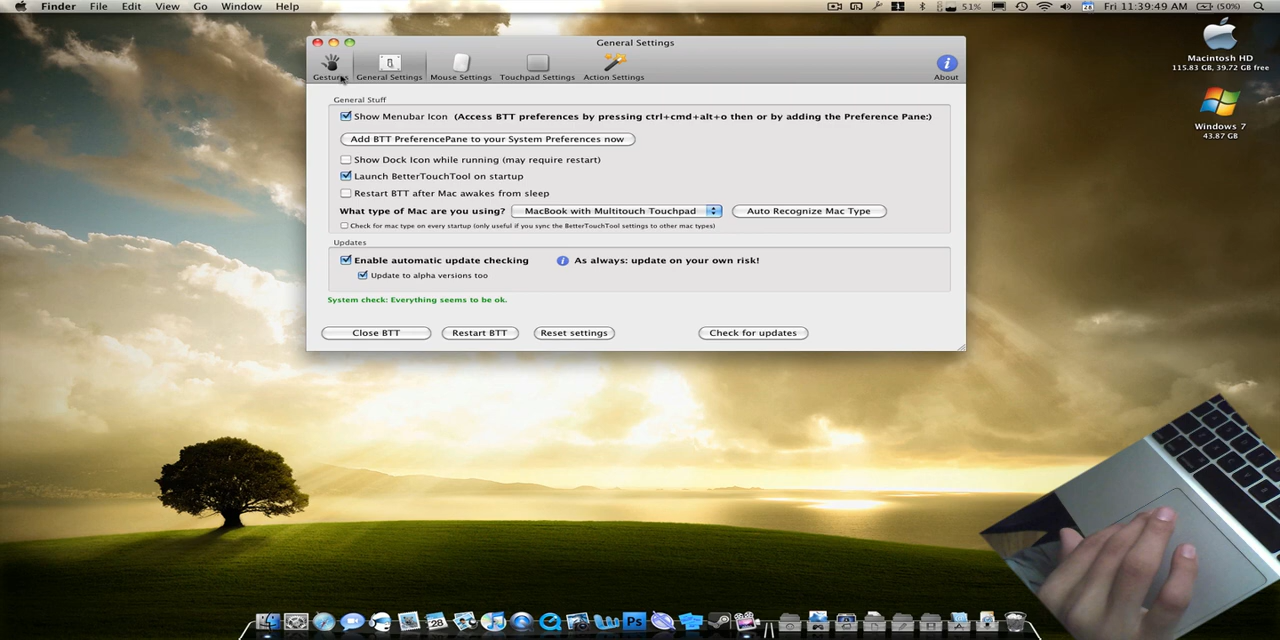 Finder File Edit View Go Window Help
51% Fri 11:39:49 AM (50%)
General Settings
Gestures General Settings Mouse Settings Touchpad Settings Action Settings About
General Stuff
Show Menubar Icon (Access BTT preferences by pressing ctrl+cmd+alt+o then or by adding the Preference Pane:)
Add BTT PreferencePane to your System Preferences now
Show Dock Icon while running (may require restart)
Launch BetterTouchTool on startup
Restart BTT after Mac awakes from sleep
What type of Mac are you using? MacBook with Multitouch Touchpad Auto Recognize Mac Type
Check for mac type on every startup (only useful if you sync the BetterTouchTool settings to other mac types)
Updates
Enable automatic update checking As always: update on your own risk!
Update to alpha versions too
System check: Everything seems to be ok.
Close BTT Restart BTT Reset settings Check for updates
Macintosh HD
115.83 GB, 39.72 GB free
Windows 7
43.87 GB
28
Ps